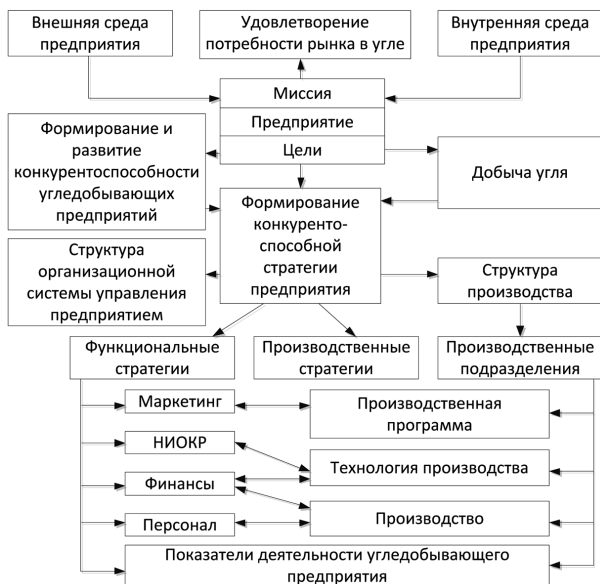 Внешняя среда
предприятия
Удовлетворение
потребности рынка в угле
Внутренняя среда
предприятия
Миссия
Предприятие
Цели
Формирование и
развитие
конкурентоспособности
угледобывающих
предприятий
Добыча угля
Формирование
конкуренто-
способной
стратегии
предприятия
Структура
организационной
системы управления
предприятием
Структура
производства
Функциональные
стратегии
Производственные
стратегии
Производственные
подразделения
Маркетинг
Производственная
программа
НИОКР
Технология производства
Финансы
Персонал
Производство
Показатели деятельности угледобывающего
предприятия